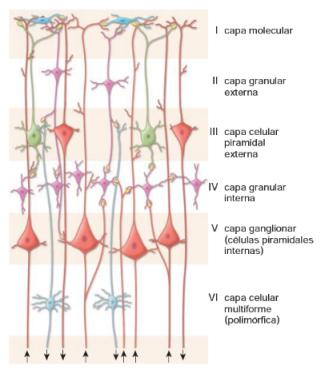 I capa molecular
II capa granular
externa
III capa celular
piramidal
externa
IV capa granular
interna
V capa ganglionar
(células piramidales
internas)
VI capa celular
multiforme
(polimórfica)